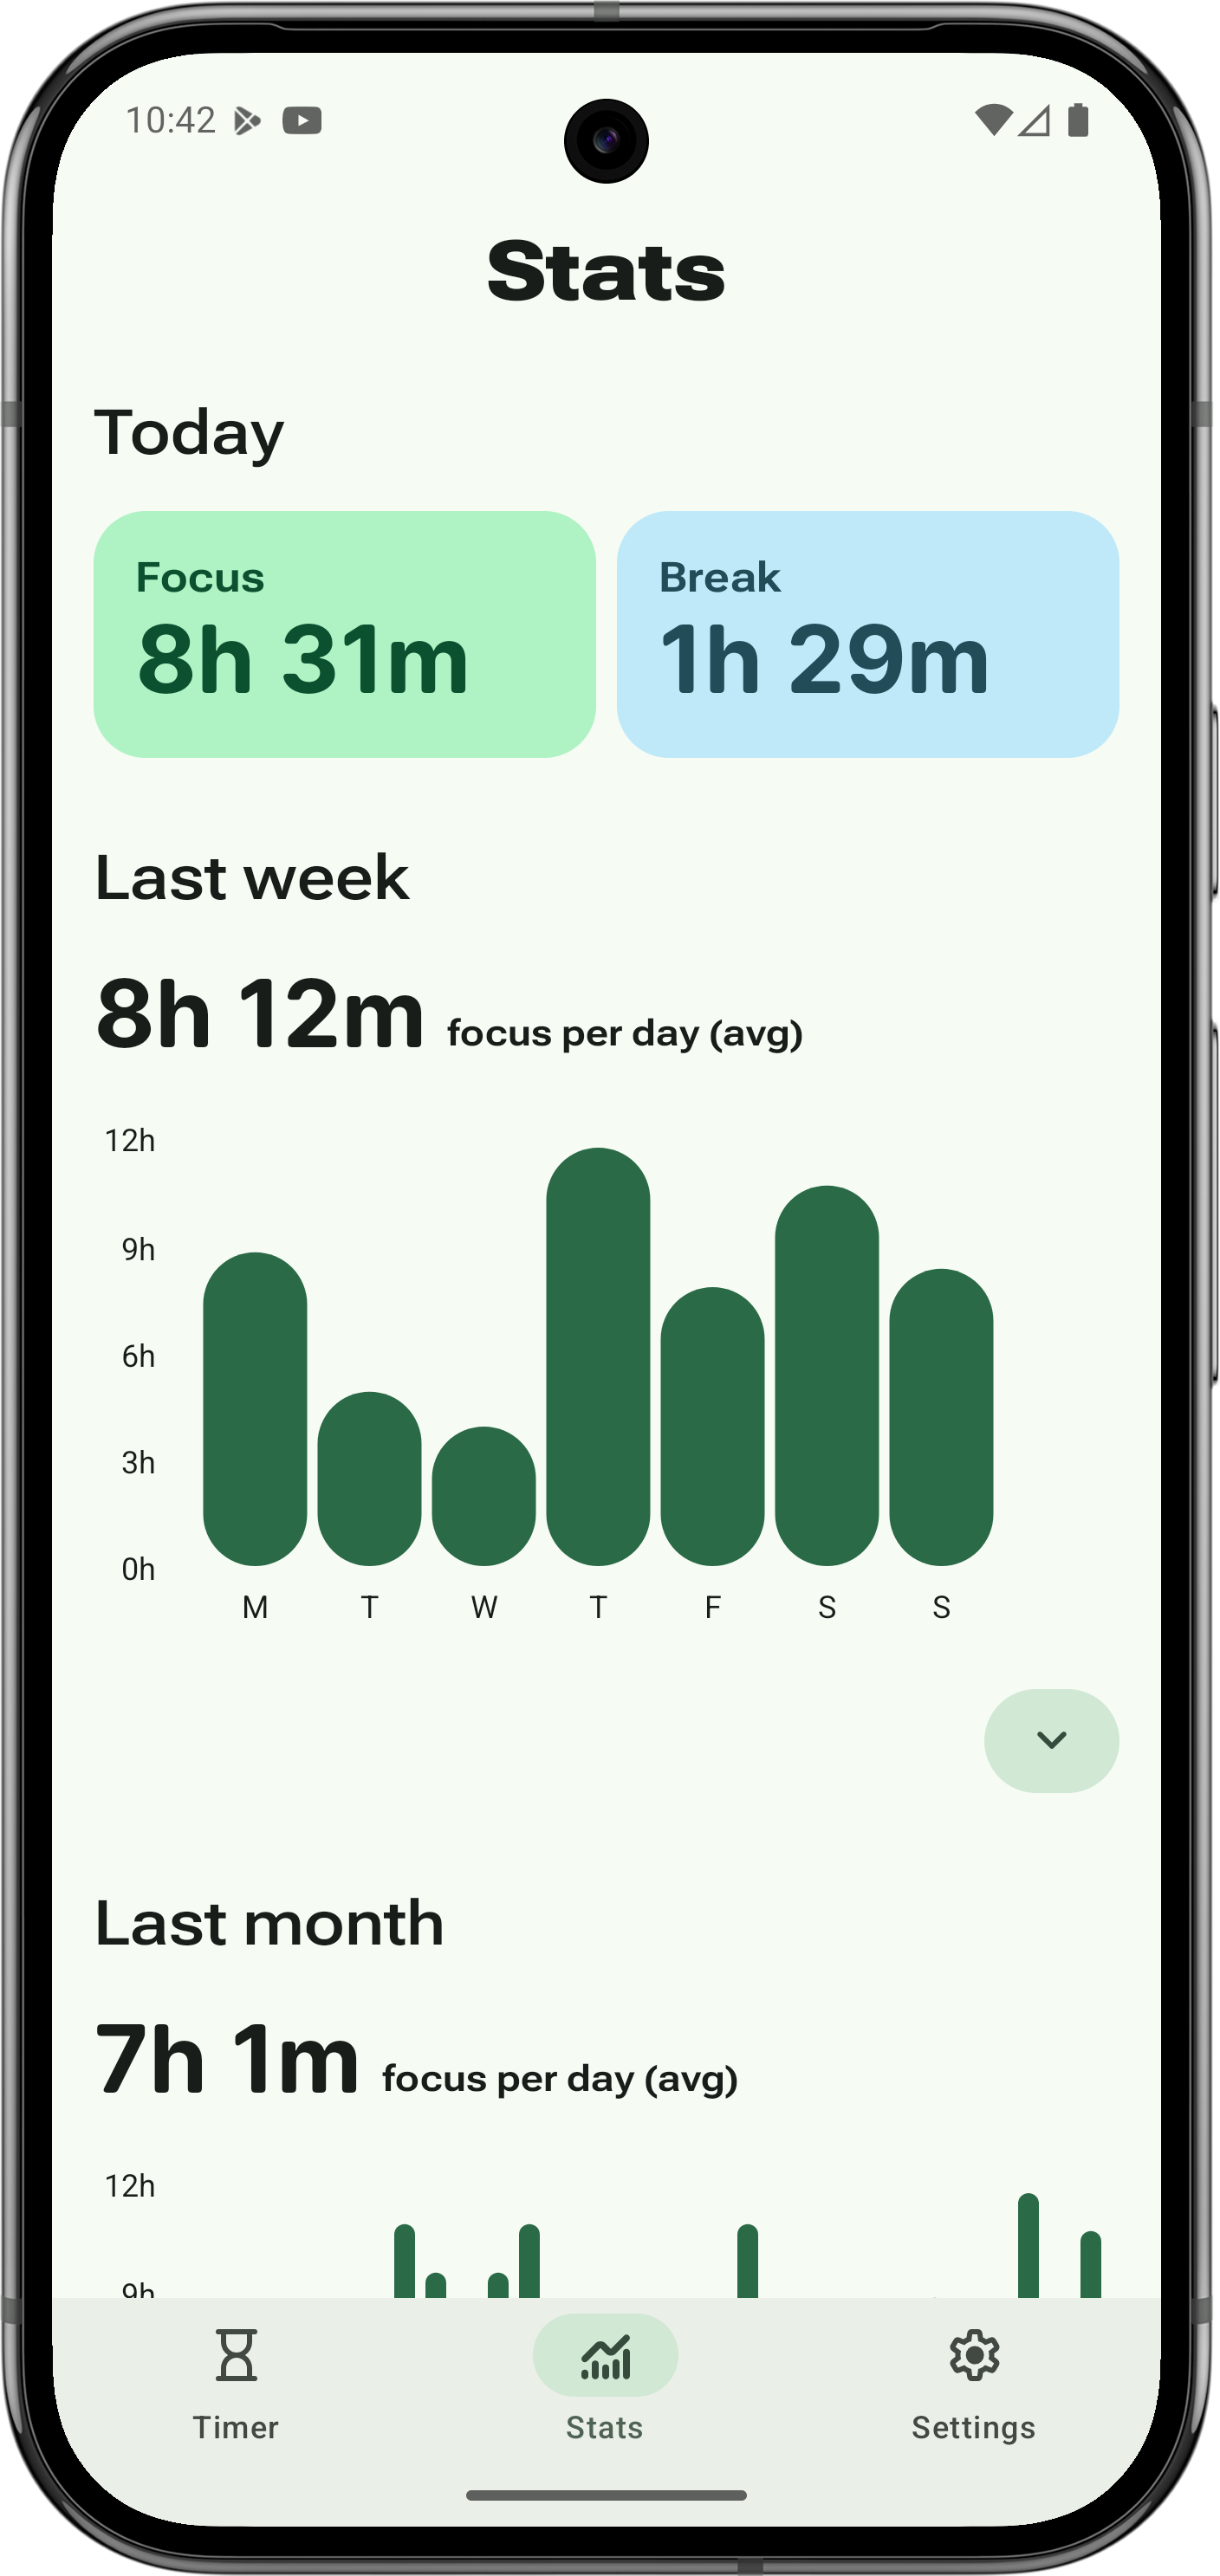 10:42
Stats
Today
Focus
8h 31m
Break
1h 29m
Last week
8h 12m focus per day (avg)
12h
9h
6h
3h
0h
M T W T F S S
Last month
7h 1m focus per day (avg)
12h
9h
Timer
Stats
Settings